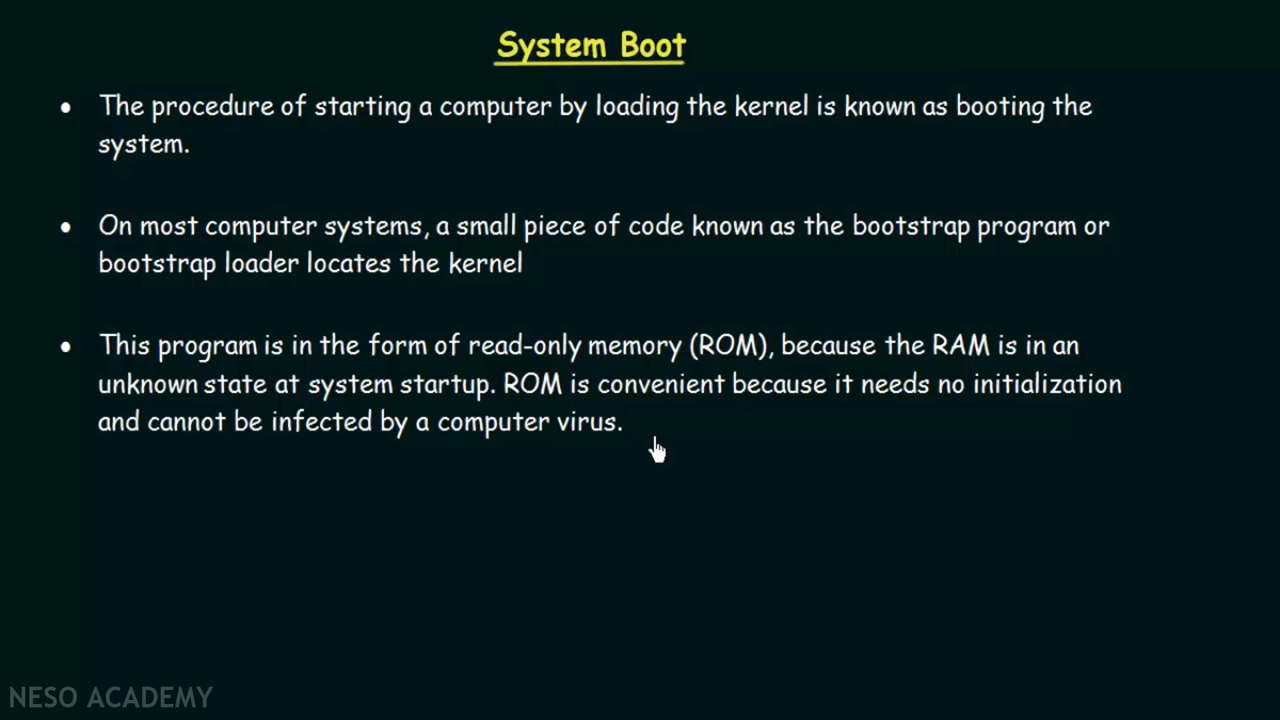 System Boot
• The procedure of starting a computer by loading the kernel is known as booting the
system.
• On most computer systems, a small piece of code known as the bootstrap program or
bootstrap loader locates the kernel
• This program is in the form of read-only memory (ROM), because the RAM is in an
unknown state at system startup. ROM is convenient because it needs no initialization
and cannot be infected by a computer virus.
NESO ACADEMY